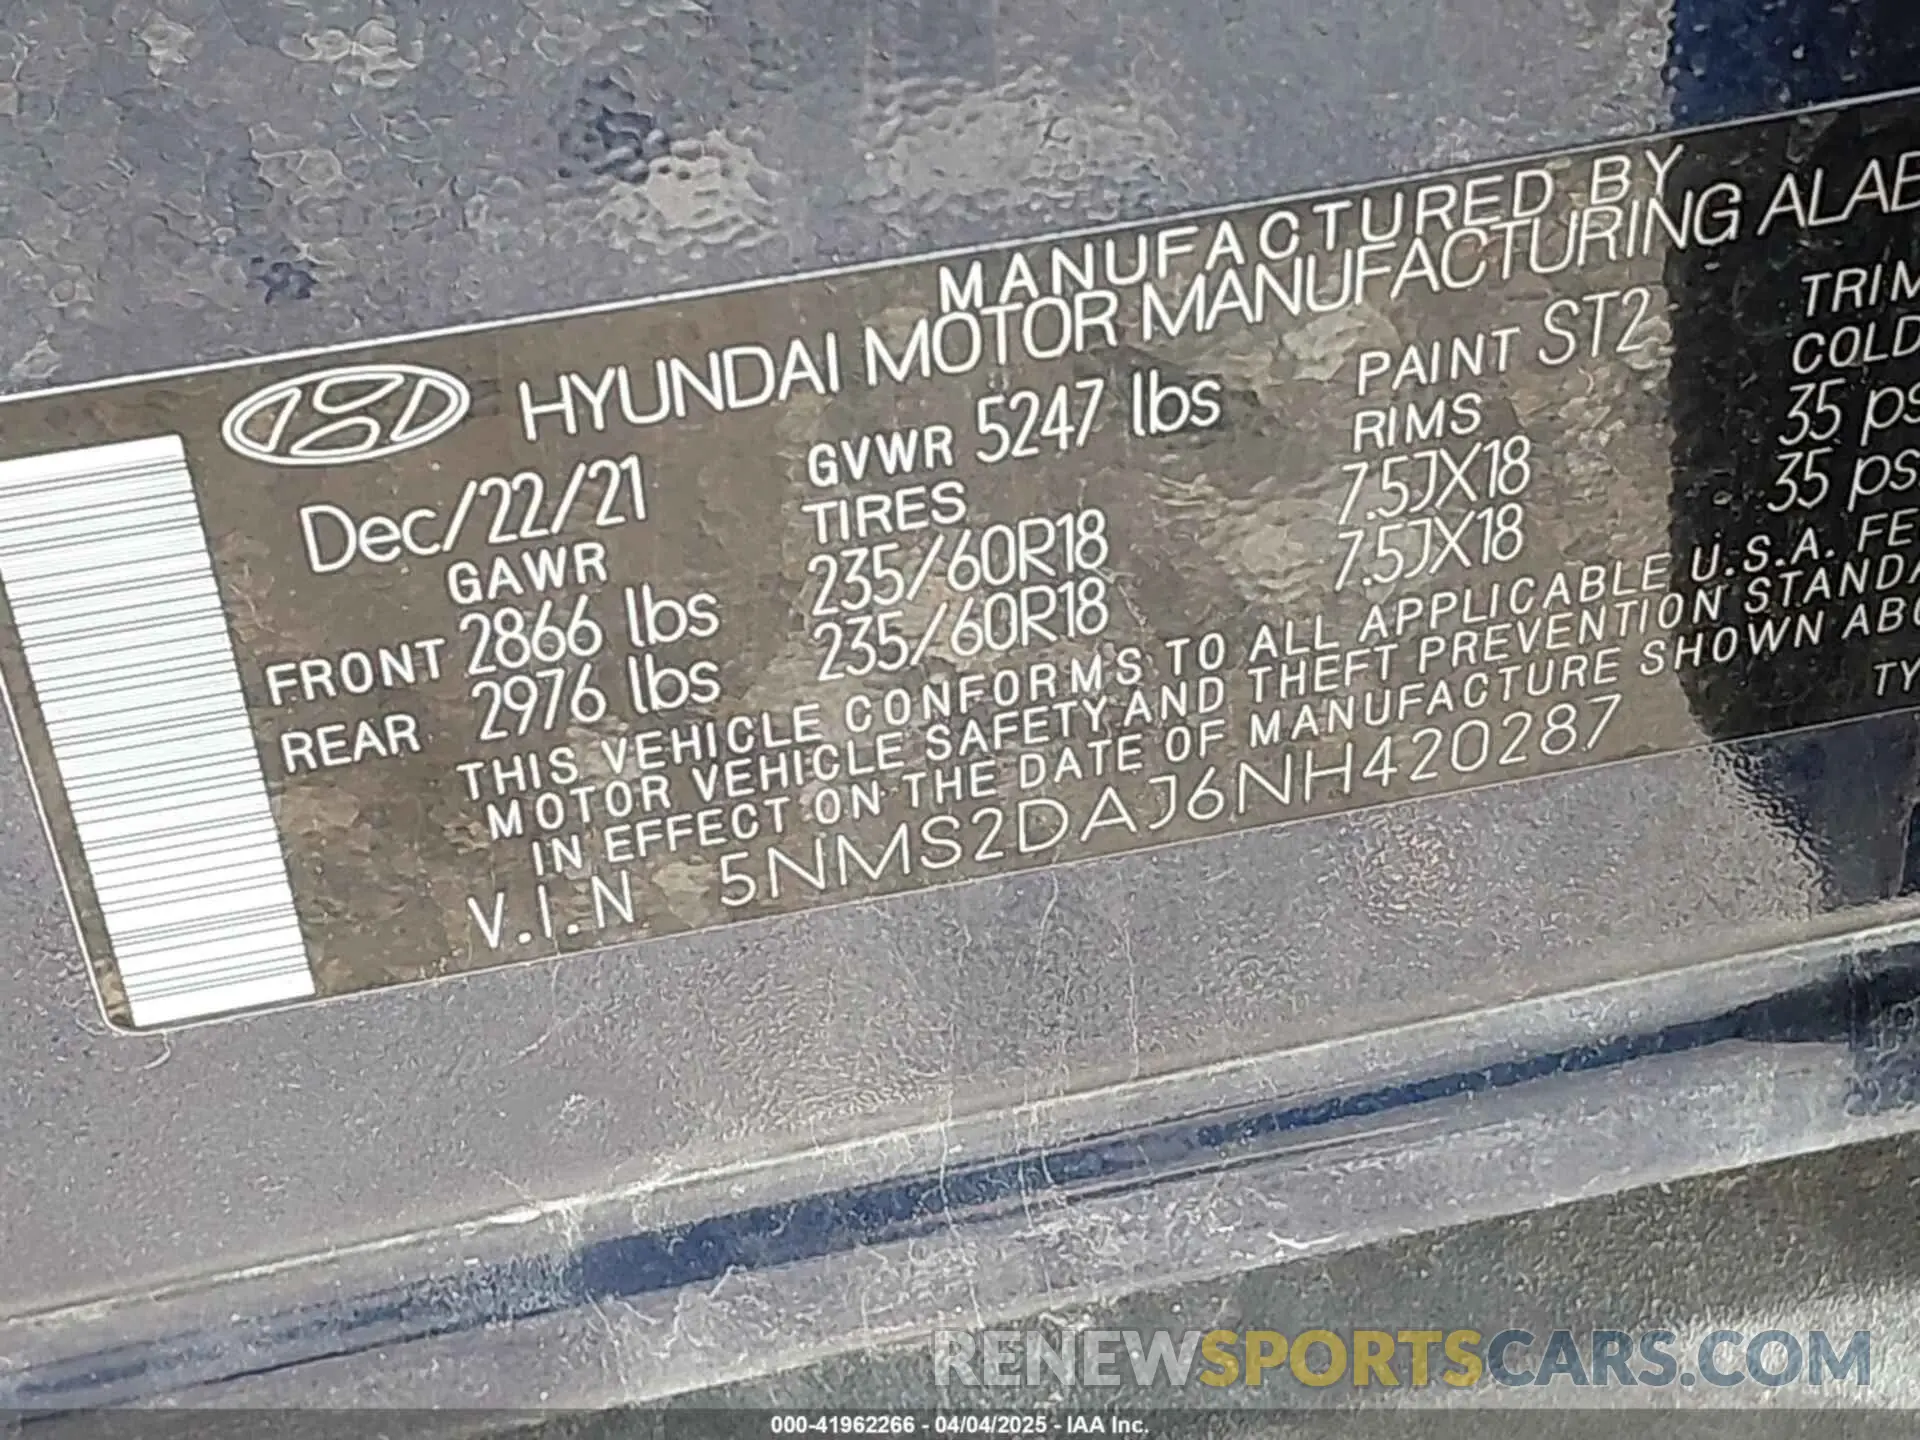 MANUFACTURED BY
HYUNDAI MOTOR MANUFACTURING ALAB
Dec/22/21 GVWR 5247 lbs PAINT ST2 TRIM
GAWR TIRES RIMS COLD
FRONT 2866 lbs 235/60R18 7.5JX18 35 ps
REAR 2976 lbs 235/60R18 7.5JX18 35 ps
THIS VEHICLE CONFORMS TO ALL APPLICABLE U.S.A. FE
MOTOR VEHICLE SAFETY AND THEFT PREVENTION STANDA
IN EFFECT ON THE DATE OF MANUFACTURE SHOWN ABO
V.I.N 5NMS2DAJ6NH420287 TY
RENEWSPORTSCARS.COM
000-41962266 - 04/04/2025 - IAA Inc.